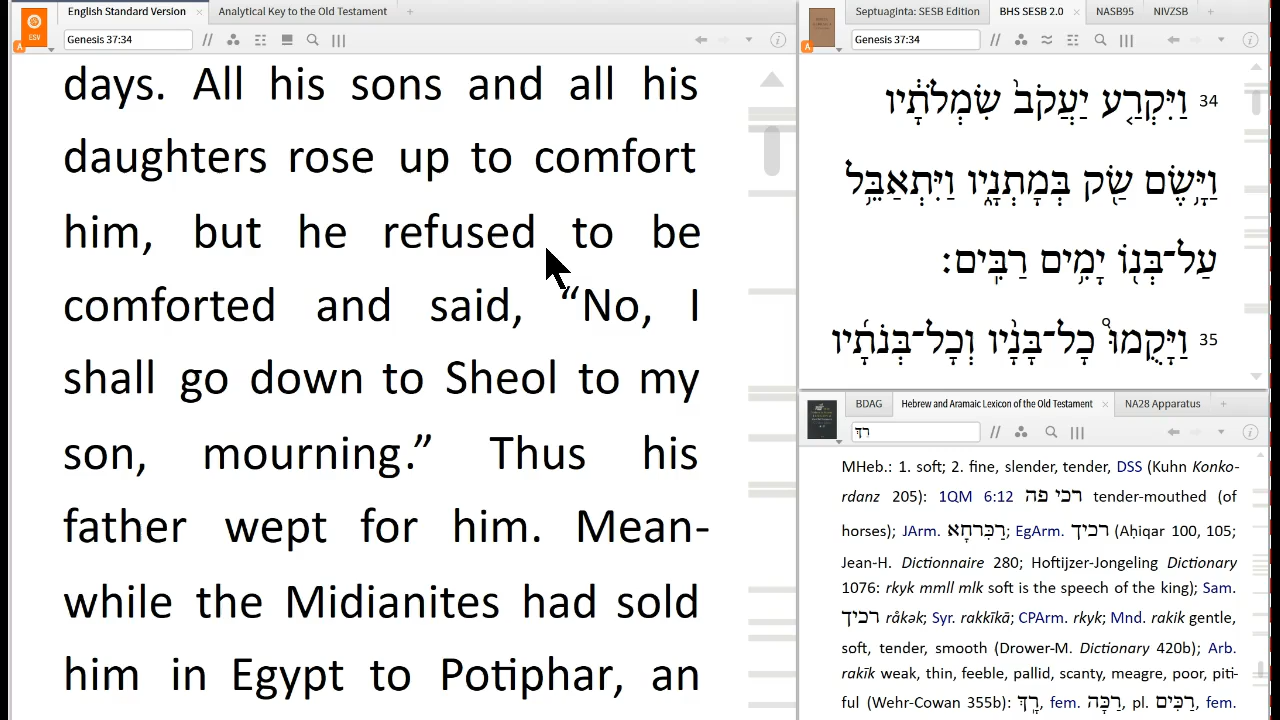 English Standard Version × Analytical Key to the Old Testament +
ESV
A
Genesis 37:34
days. All his sons and all his
daughters rose up to comfort
him, but he refused to be
comforted and said, “No, I
shall go down to Sheol to my
son, mourning.” Thus his
father wept for him. Mean-
while the Midianites had sold
him in Egypt to Potiphar, an
Septuaginta: SESB Edition BHS SESB 2.0 × NASB95 NIVZSB +
A
Genesis 37:34
34 וַיִּקְרַ֤ע יַעֲקֹב֙ שִׂמְלֹתָ֔יו
וַיָּ֥שֶׂם שַׂ֖ק בְּמָתְנָ֑יו וַיִּתְאַבֵּ֥ל
עַל־בְּנ֖וֹ יָמִ֥ים רַבִּֽים׃
35 וַיָּקֻמוּ֩ כָל־בָּנָ֨יו וְכָל־בְּנֹתָ֜יו
BDAG Hebrew and Aramaic Lexicon of the Old Testament × NA28 Apparatus +
רַךְ
MHeb.: 1. soft; 2. fine, slender, tender, DSS (Kuhn Konko-
rdanz 205): 1QM 6:12 רכי פה tender-mouthed (of
horses); JArm. רַכִּרחָא; EgArm. רכיך (Aḥiqar 100, 105;
Jean-H. Dictionnaire 280; Hoftijzer-Jongeling Dictionary
1076: rkyk mmll mlk soft is the speech of the king); Sam.
רכיך råkək; Syr. rakkīkā; CPArm. rkyk; Mnd. rakik gentle,
soft, tender, smooth (Drower-M. Dictionary 420b); Arb.
rakīk weak, thin, feeble, pallid, scanty, meagre, poor, piti-
ful (Wehr-Cowan 355b): רָךְ, fem. רַכָּה, pl. רַכִּים, fem.